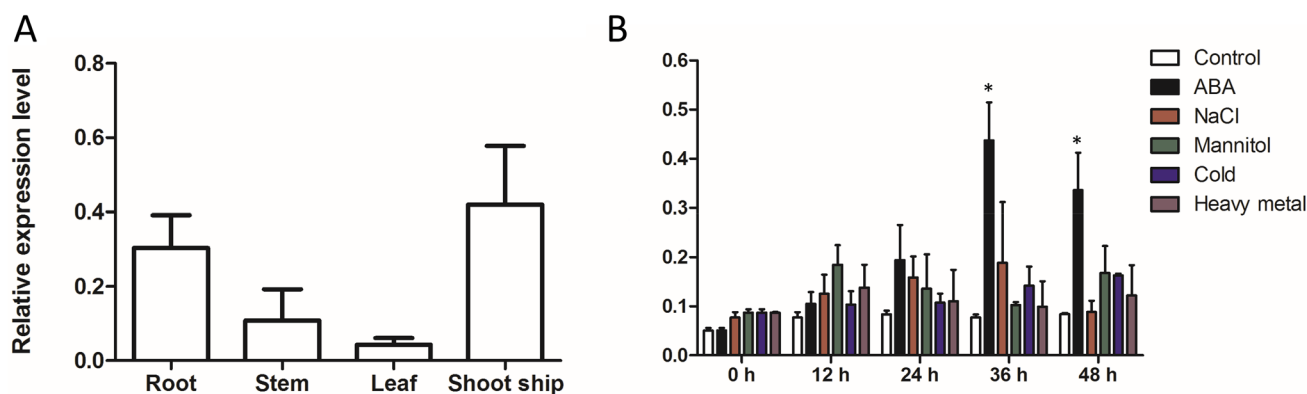 A
Relative expression level
0.8
0.6
0.4
0.2
0.0
Root Stem Leaf Shoot ship
B
0.6
0.5
0.4
0.3
0.2
0.1
0.0
* *
0 h 12 h 24 h 36 h 48 h
Control
ABA
NaCl
Mannitol
Cold
Heavy metal